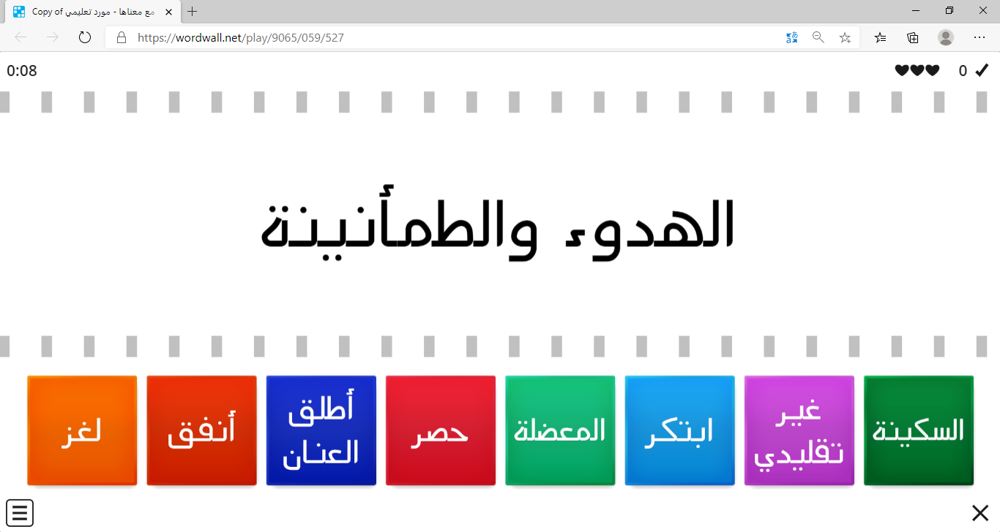 Copy of مع معناها - مورد تعليمي
https://wordwall.net/play/9065/059/527
0:08
0
الهدوء والطمأنينة
السكينة
غير
تقليدي
ابتكر
المعضلة
حصر
أطلق
العنان
أنفق
لغز